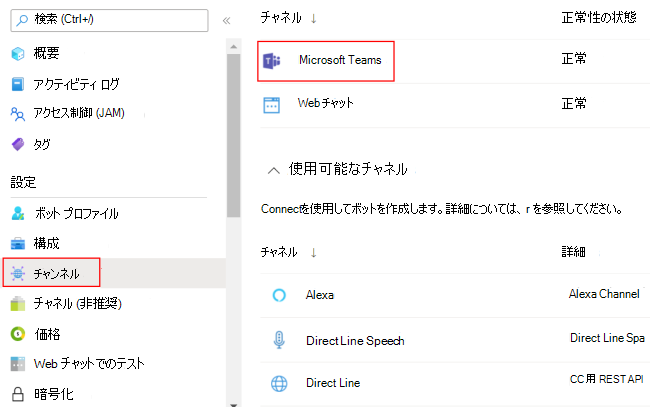 検索 (Ctrl+/)
概要
アクティビティ ログ
アクセス制御 (JAM)
タグ
設定
ボット プロファイル
構成
チャンネル
チャネル (非推奨)
価格
Web チャットでのテスト
暗号化
チャネル ↓ 正常性の状態
Microsoft Teams 正常
Web チャット 正常
使用可能なチャネル
Connecを使用してボットを作成します。詳細については、 r を参照してください。
チャネル ↓ 詳細
Alexa Alexa Channel
Direct Line Speech Direct Line Spa
Direct Line CC用 REST API